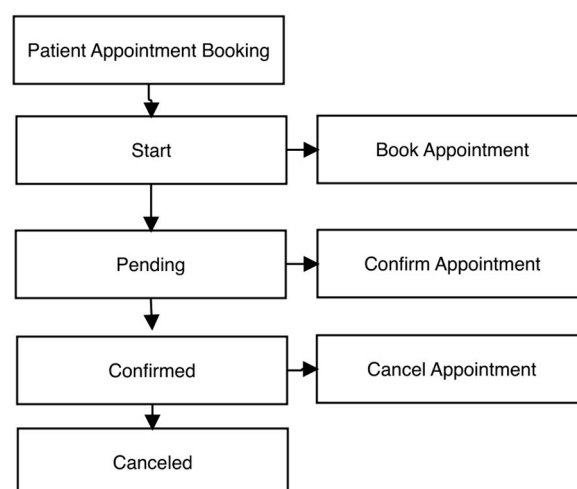 Patient Appointment Booking
Start
Book Appointment
Pending
Confirm Appointment
Confirmed
Cancel Appointment
Canceled